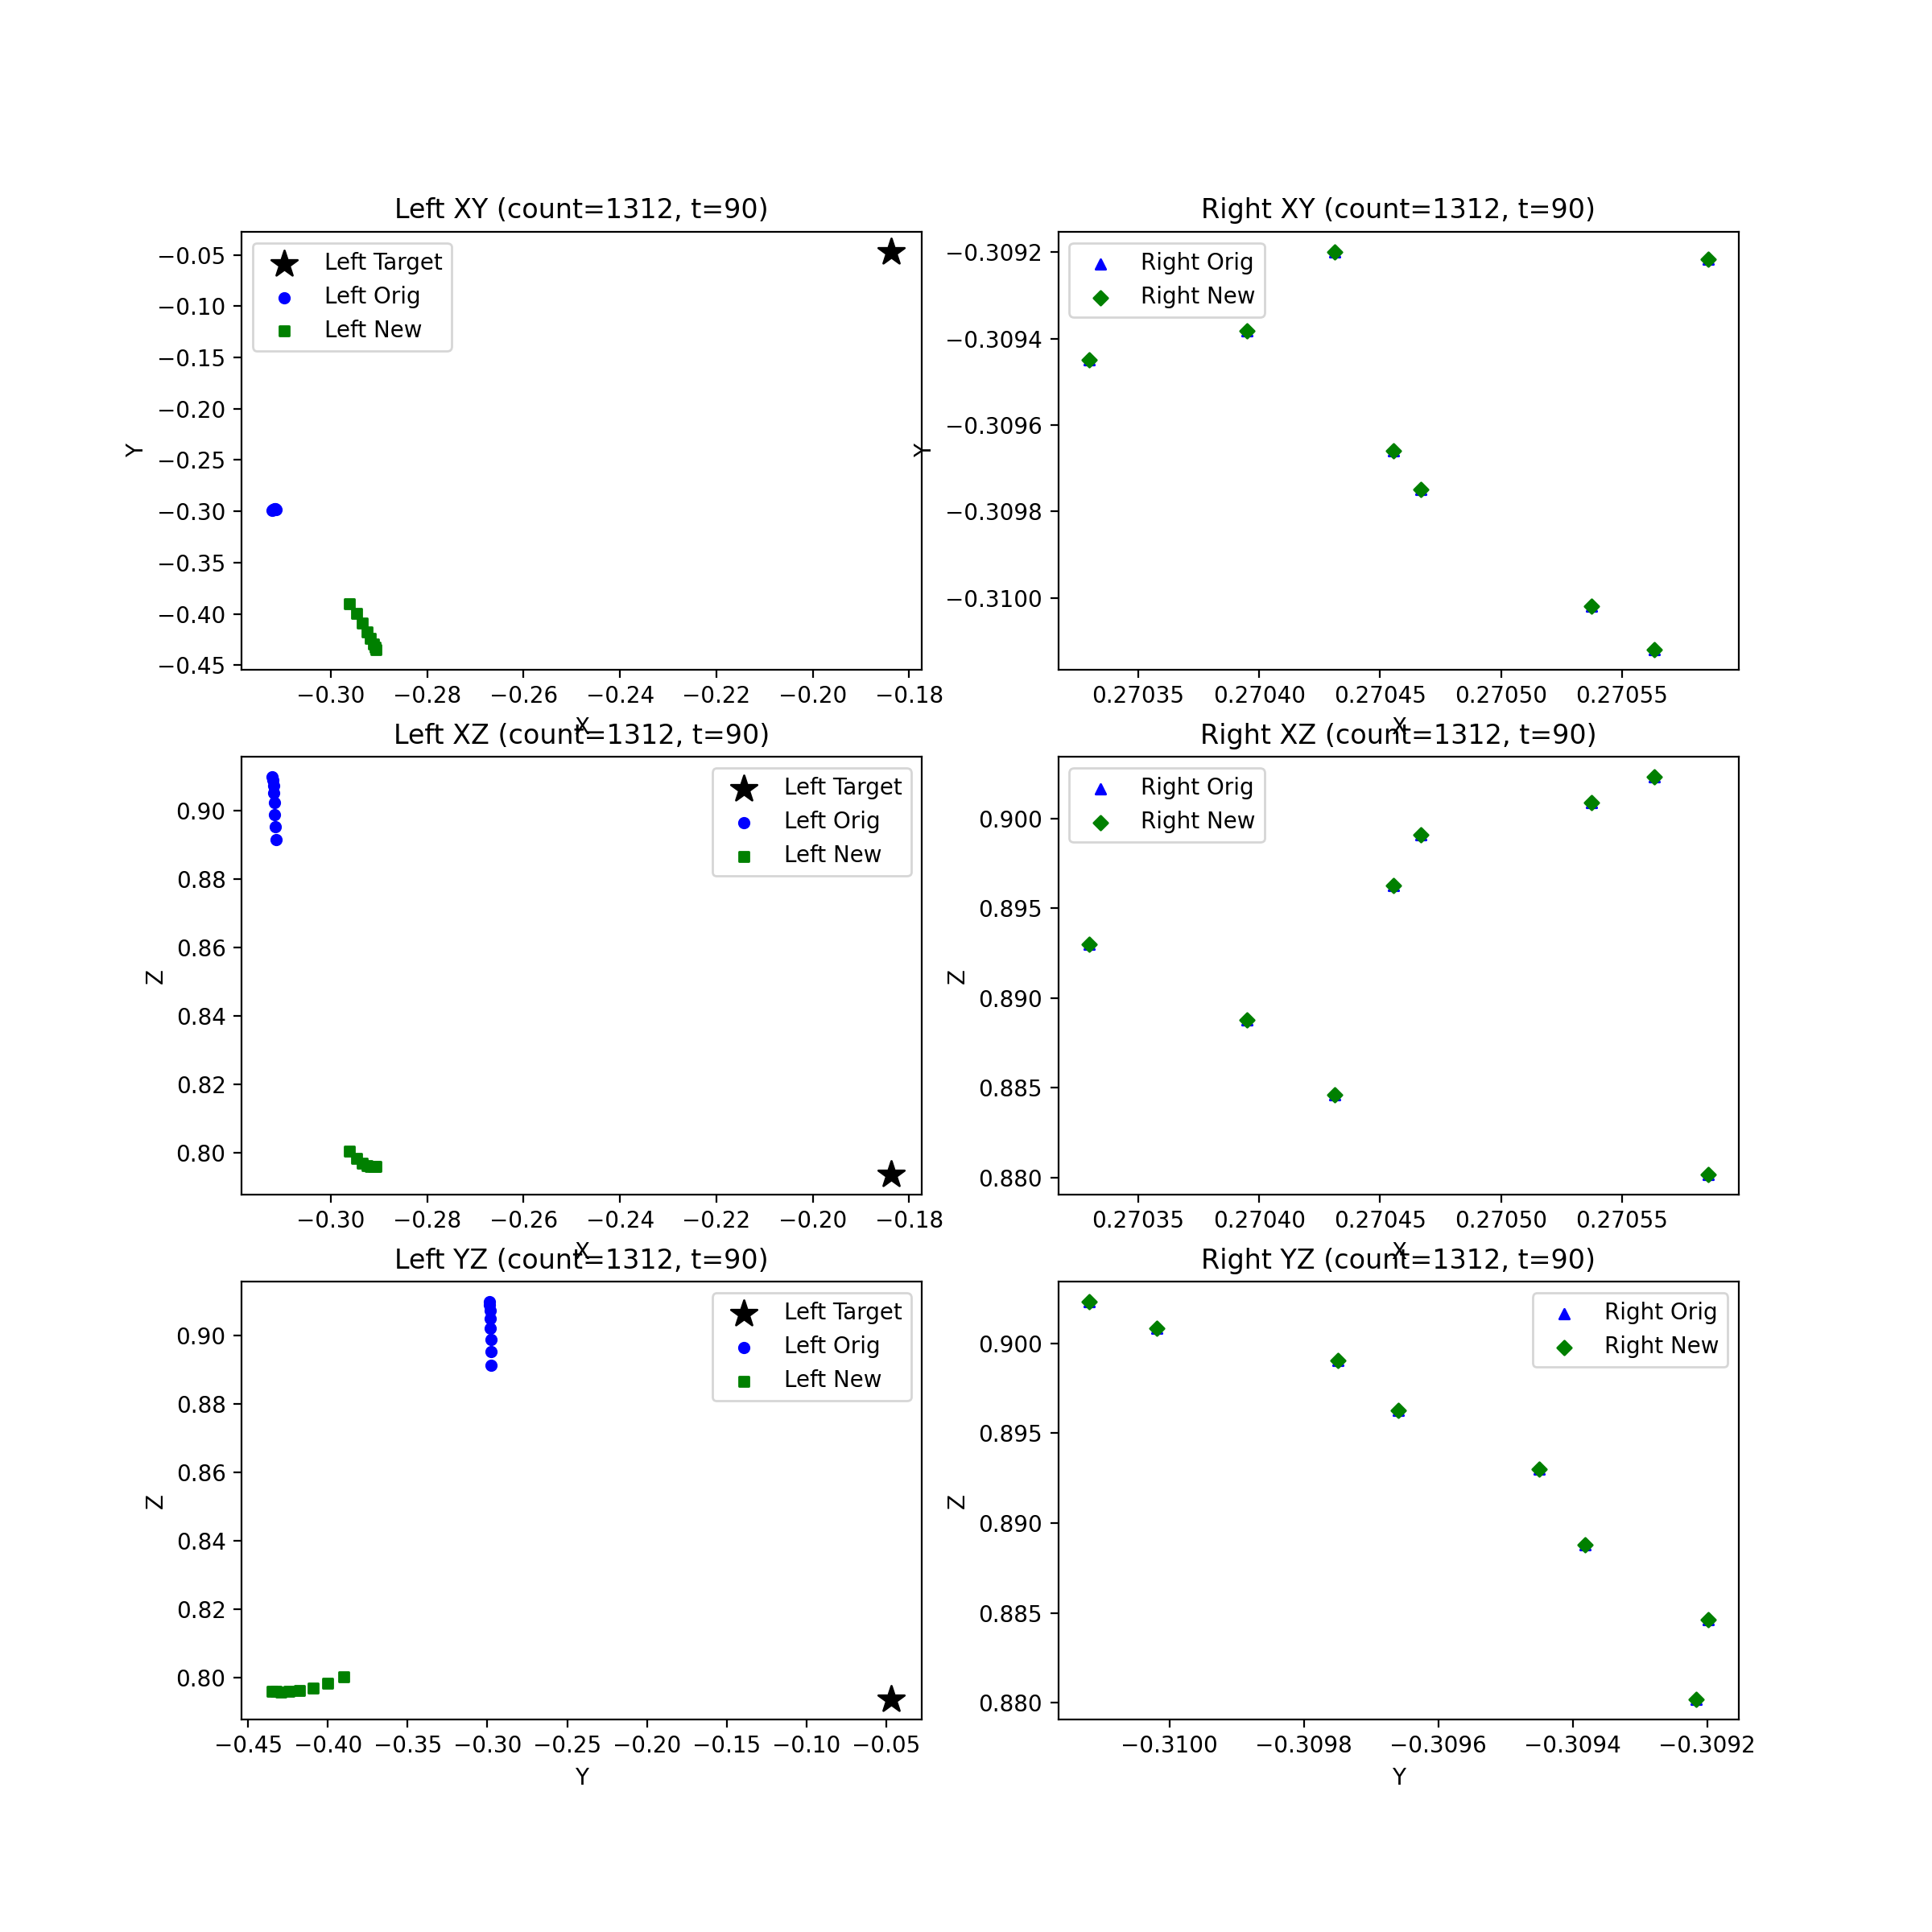 Left XY (count=1312, t=90)
Left Target
Left Orig
Left New
−0.05
−0.10
−0.15
−0.20
−0.25
−0.30
−0.35
−0.40
−0.45
Y
−0.30 −0.28 −0.26 −0.24 −0.22 −0.20 −0.18
X
Right XY (count=1312, t=90)
Right Orig
Right New
−0.3092
−0.3094
−0.3096
−0.3098
−0.3100
Y
0.27035 0.27040 0.27045 0.27050 0.27055
X
Left XZ (count=1312, t=90)
Left Target
Left Orig
Left New
0.90
0.88
0.86
0.84
0.82
0.80
Z
−0.30 −0.28 −0.26 −0.24 −0.22 −0.20 −0.18
X
Right XZ (count=1312, t=90)
Right Orig
Right New
0.900
0.895
0.890
0.885
0.880
Z
0.27035 0.27040 0.27045 0.27050 0.27055
X
Left YZ (count=1312, t=90)
Left Target
Left Orig
Left New
0.90
0.88
0.86
0.84
0.82
0.80
Z
−0.45 −0.40 −0.35 −0.30 −0.25 −0.20 −0.15 −0.10 −0.05
Y
Right YZ (count=1312, t=90)
Right Orig
Right New
0.900
0.895
0.890
0.885
0.880
Z
−0.3100 −0.3098 −0.3096 −0.3094 −0.3092
Y